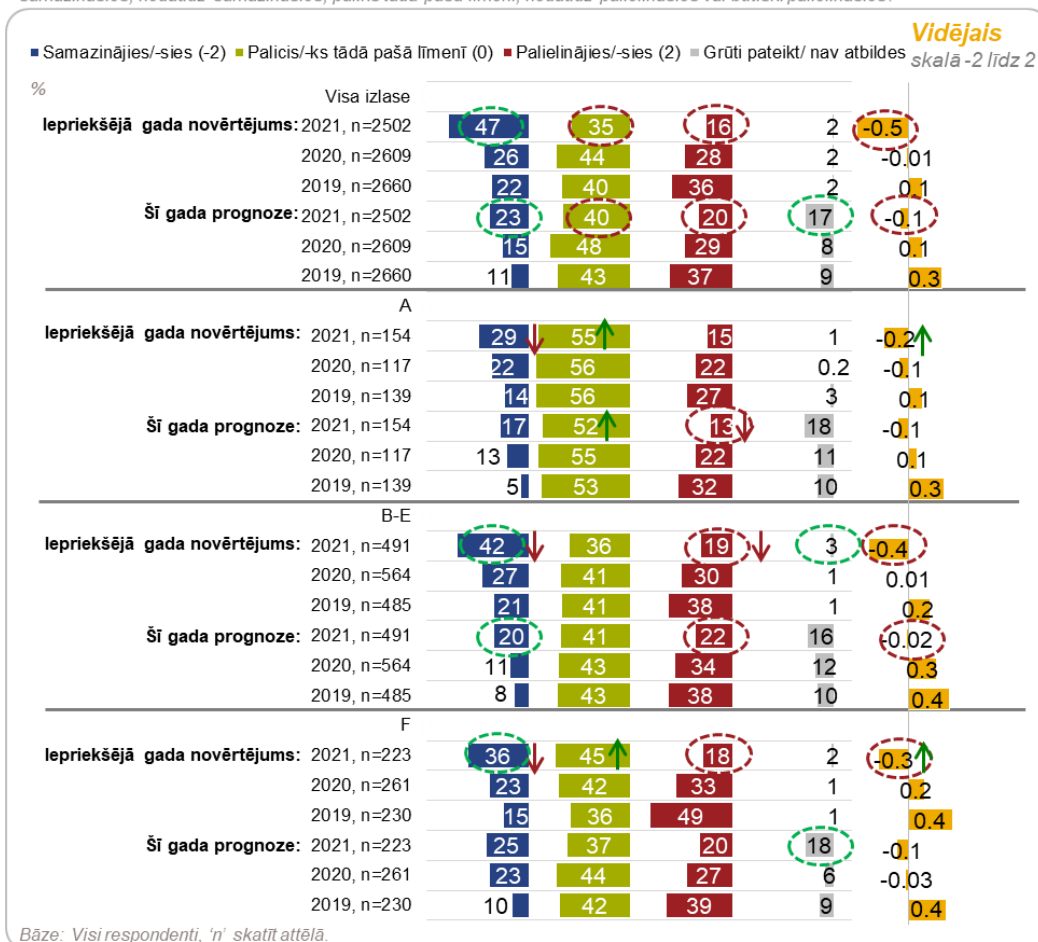 Vidējais
■ Samazinājies/-sies (-2) ■ Palicis/-ks tādā pašā līmenī (0) ■ Palielinājies/-sies (2) ■ Grūti pateikt/ nav atbildes skalā -2 līdz 2
%
Visa izlase
Iepriekšējā gada novērtējums: 2021, n=2502 47 35 16 2 -0.5
2020, n=2609 26 44 28 2 -0.01
2019, n=2660 22 40 36 2 0.1
Šī gada prognoze: 2021, n=2502 23 40 20 17 -0.1
2020, n=2609 15 48 29 8 0.1
2019, n=2660 11 43 37 9 0.3
A
Iepriekšējā gada novērtējums: 2021, n=154 29 55 15 1 -0.2
2020, n=117 22 56 22 0.2 -0.1
2019, n=139 14 56 27 3 0.1
Šī gada prognoze: 2021, n=154 17 52 13 18 -0.1
2020, n=117 13 55 22 11 0.1
2019, n=139 5 53 32 10 0.3
B-E
Iepriekšējā gada novērtējums: 2021, n=491 42 36 19 3 -0.4
2020, n=564 27 41 30 1 0.01
2019, n=485 21 41 38 1 0.2
Šī gada prognoze: 2021, n=491 20 41 22 16 -0.02
2020, n=564 11 43 34 12 0.3
2019, n=485 8 43 38 10 0.4
F
Iepriekšējā gada novērtējums: 2021, n=223 36 45 18 2 -0.3
2020, n=261 23 42 33 1 0.2
2019, n=230 15 36 49 1 0.4
Šī gada prognoze: 2021, n=223 25 37 20 18 -0.1
2020, n=261 23 44 27 6 -0.03
2019, n=230 10 42 39 9 0.4
Bāze: Visi respondenti, 'n' skatīt attēlā.